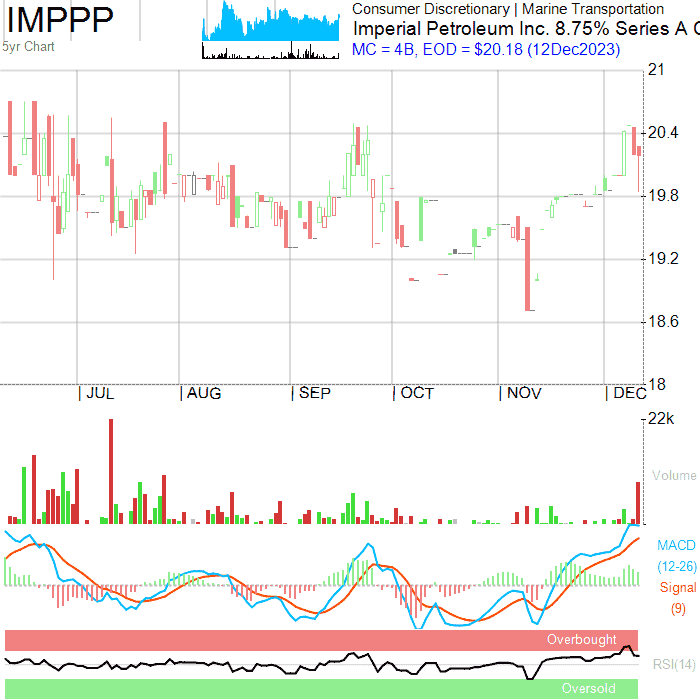 IMPPP
5yr Chart
Consumer Discretionary | Marine Transportation
Imperial Petroleum Inc. 8.75% Series A C
MC = 4B, EOD = $20.18 (12Dec2023)
21
20.4
19.8
19.2
18.6
18
| JUL | AUG | SEP | OCT | NOV | DEC
22k
Volume
MACD
(12-26)
Signal
(9)
Overbought
RSI(14)
Oversold